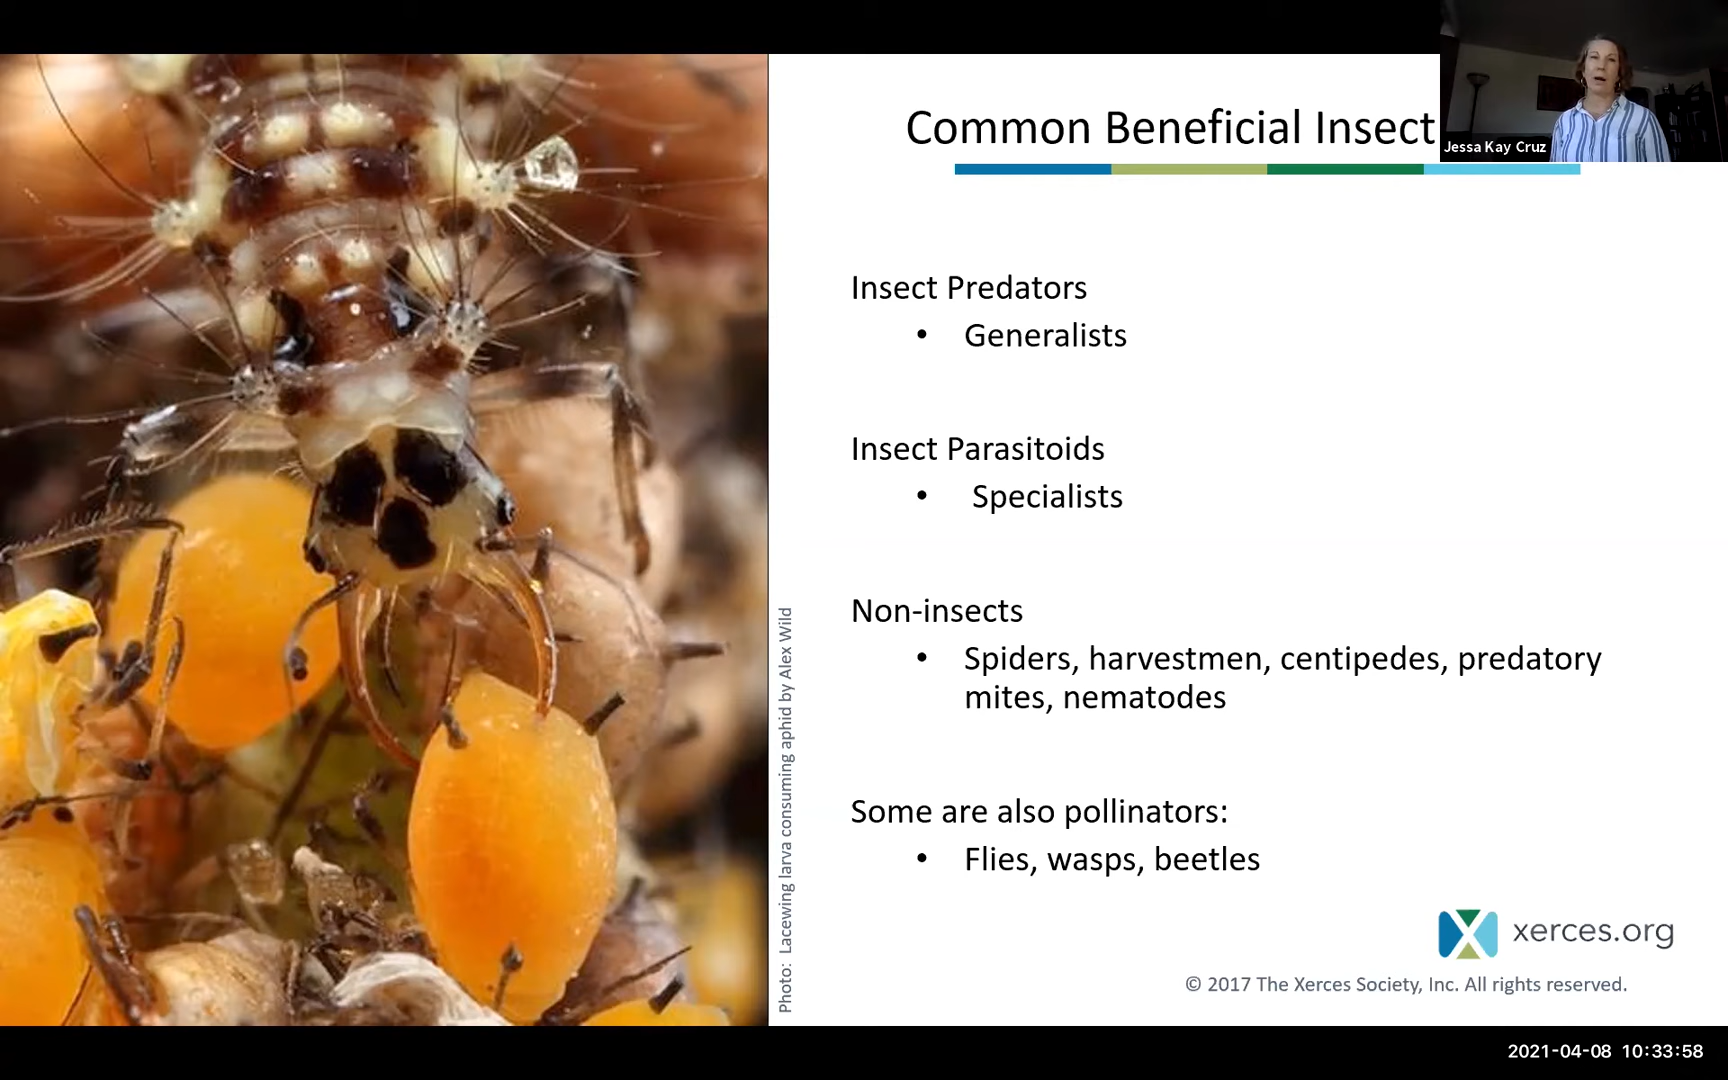 Common Beneficial Insect
Jessa Kay Cruz
Insect Predators
• Generalists
Insect Parasitoids
• Specialists
Non-insects
• Spiders, harvestmen, centipedes, predatory
mites, nematodes
Some are also pollinators:
• Flies, wasps, beetles
Photo: Lacewing larva consuming aphid by Alex Wild
xerces.org
© 2017 The Xerces Society, Inc. All rights reserved.
2021-04-08 10:33:58